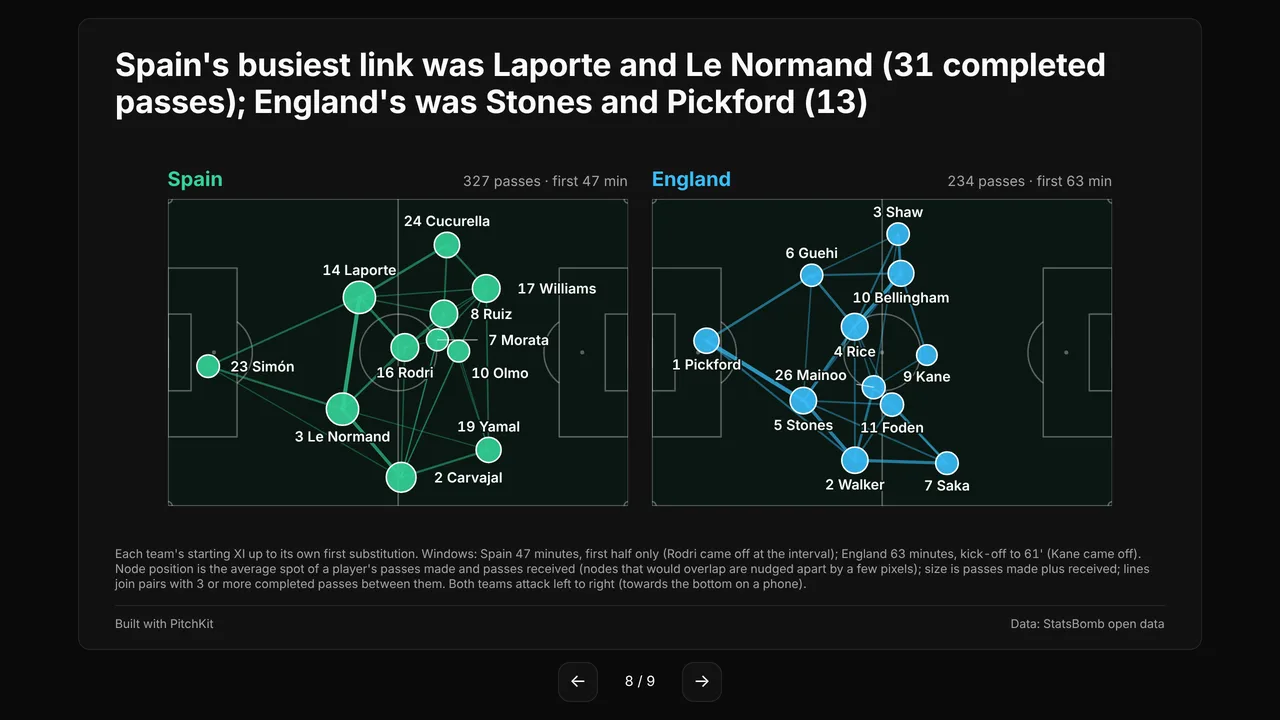 Spain's busiest link was Laporte and Le Normand (31 completed
passes); England's was Stones and Pickford (13)
Spain
327 passes · first 47 min
24 Cucurella
14 Laporte
17 Williams
8 Ruiz
7 Morata
23 Simón
16 Rodri
10 Olmo
19 Yamal
3 Le Normand
2 Carvajal
England
234 passes · first 63 min
3 Shaw
6 Guehi
10 Bellingham
4 Rice
1 Pickford
26 Mainoo
9 Kane
5 Stones
11 Foden
2 Walker
7 Saka
Each team's starting XI up to its own first substitution. Windows: Spain 47 minutes, first half only (Rodri came off at the interval); England 63 minutes, kick-off to 61' (Kane came off).
Node position is the average spot of a player's passes made and passes received (nodes that would overlap are nudged apart by a few pixels); size is passes made plus received; lines
join pairs with 3 or more completed passes between them. Both teams attack left to right (towards the bottom on a phone).
Built with PitchKit
Data: StatsBomb open data
← 8 / 9 →